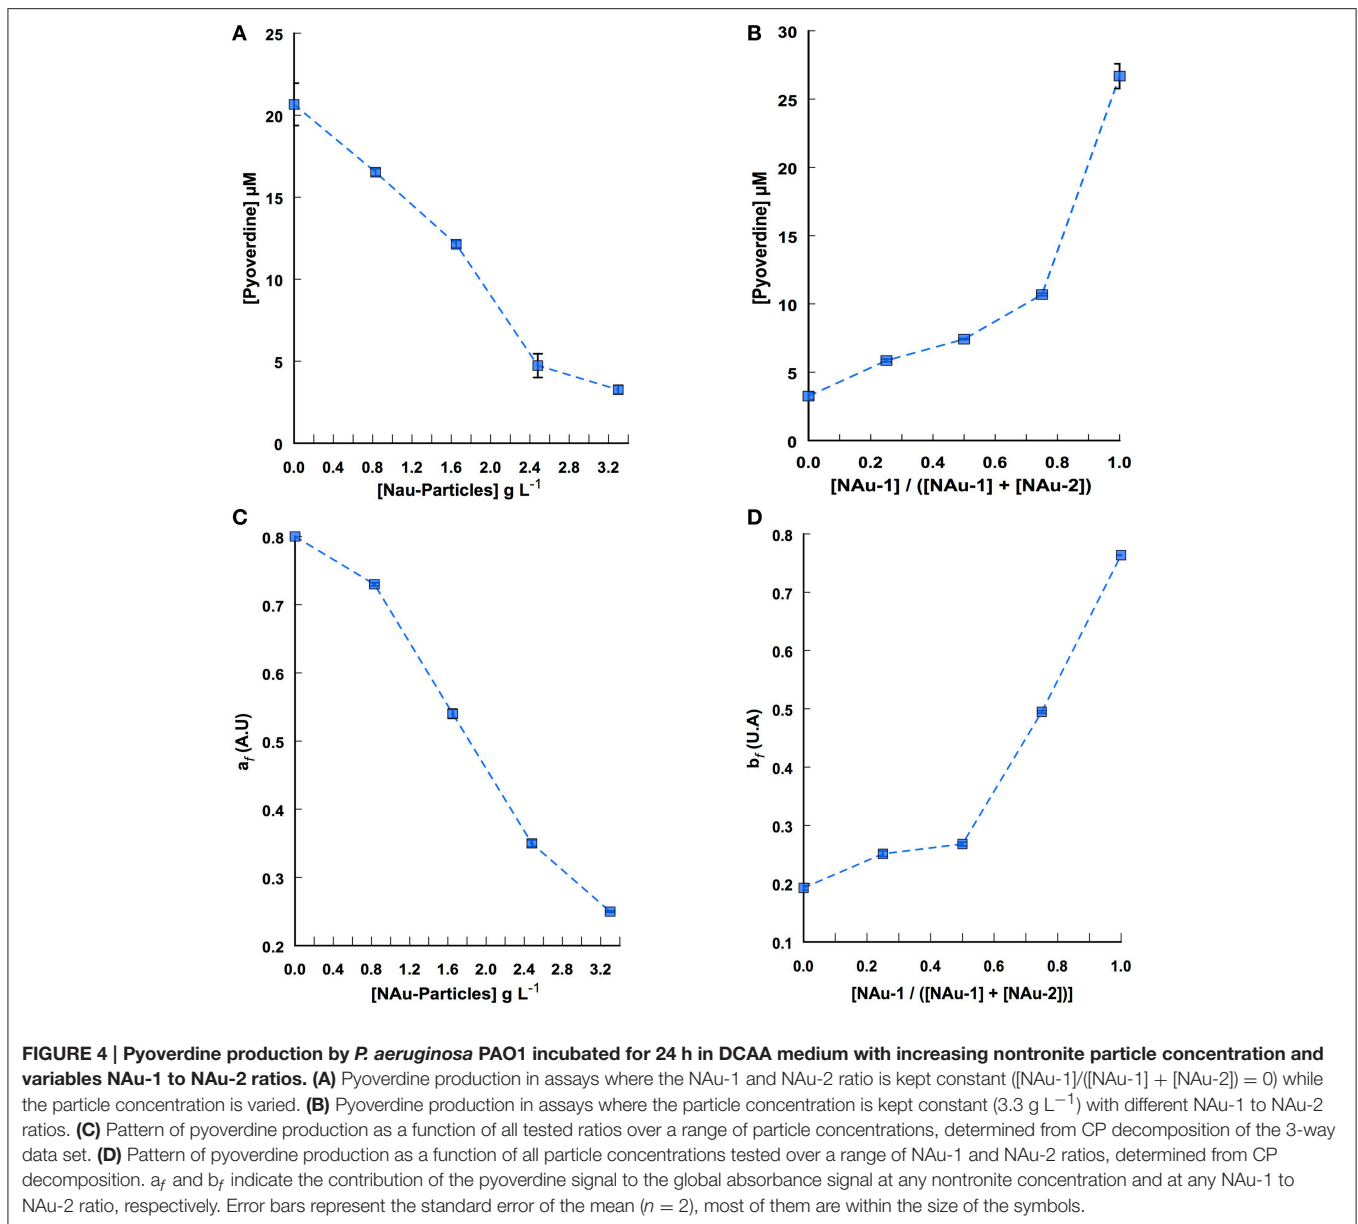 A
25
20
15
10
5
0
[Pyoverdine] µM
0.0 0.4 0.8 1.2 1.6 2.0 2.4 2.8 3.2
[Nau-Particles] g L-1
B
30
25
20
15
10
5
0
[Pyoverdine] µM
0.0 0.2 0.4 0.6 0.8 1.0
[NAu-1] / ([NAu-1] + [NAu-2])
C
0.8
0.7
0.6
0.5
0.4
0.3
0.2
af (A.U)
0.0 0.4 0.8 1.2 1.6 2.0 2.4 2.8 3.2
[NAu-Particles] g L-1
D
0.8
0.7
0.6
0.5
0.4
0.3
0.2
0.1
bf (U.A)
0.0 0.2 0.4 0.6 0.8 1.0
[NAu-1 / ([NAu-1] + [NAu-2])]
FIGURE 4 | Pyoverdine production by P. aeruginosa PAO1 incubated for 24 h in DCAA medium with increasing nontronite particle concentration and
variables NAu-1 to NAu-2 ratios. (A) Pyoverdine production in assays where the NAu-1 and NAu-2 ratio is kept constant ([NAu-1]/([NAu-1] + [NAu-2]) = 0) while
the particle concentration is varied. (B) Pyoverdine production in assays where the particle concentration is kept constant (3.3 g L−1) with different NAu-1 to NAu-2
ratios. (C) Pattern of pyoverdine production as a function of all tested ratios over a range of particle concentrations, determined from CP decomposition of the 3-way
data set. (D) Pattern of pyoverdine production as a function of all particle concentrations tested over a range of NAu-1 and NAu-2 ratios, determined from CP
decomposition. af and bf indicate the contribution of the pyoverdine signal to the global absorbance signal at any nontronite concentration and at any NAu-1 to
NAu-2 ratio, respectively. Error bars represent the standard error of the mean (n = 2), most of them are within the size of the symbols.